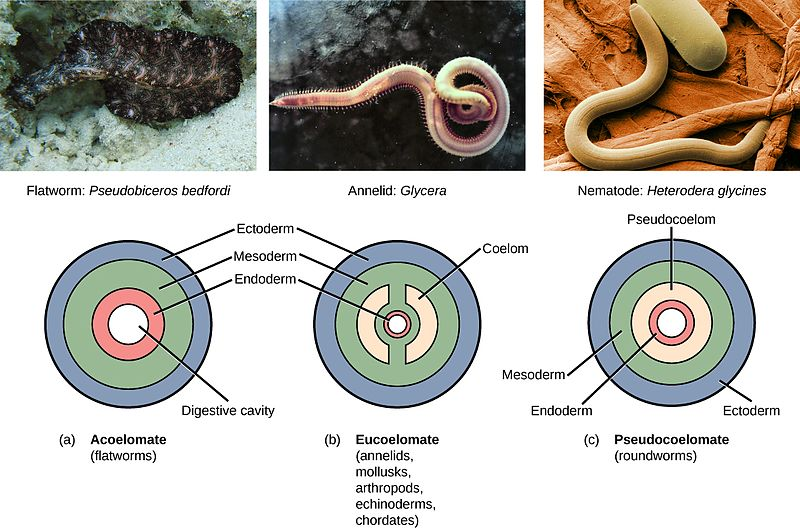 Flatworm: Pseudobiceros bedfordi
Annelid: Glycera
Nematode: Heterodera glycines
Ectoderm
Mesoderm
Endoderm
Digestive cavity
Coelom
Pseudocoelom
Mesoderm
Endoderm
Ectoderm
(a) Acoelomate
(flatworms)
(b) Eucoelomate
(annelids,
mollusks,
arthropods,
echinoderms,
chordates)
(c) Pseudocoelomate
(roundworms)